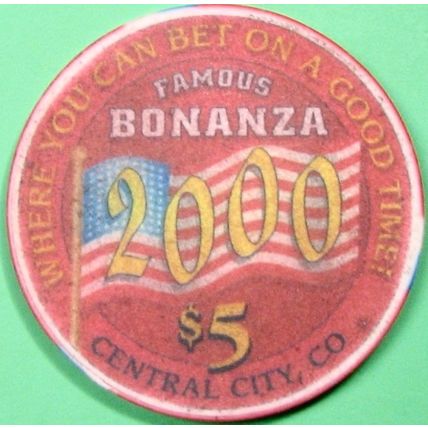 WHERE YOU CAN BET ON A GOOD TIME!
FAMOUS
BONANZA
2000
$5
CENTRAL CITY, CO